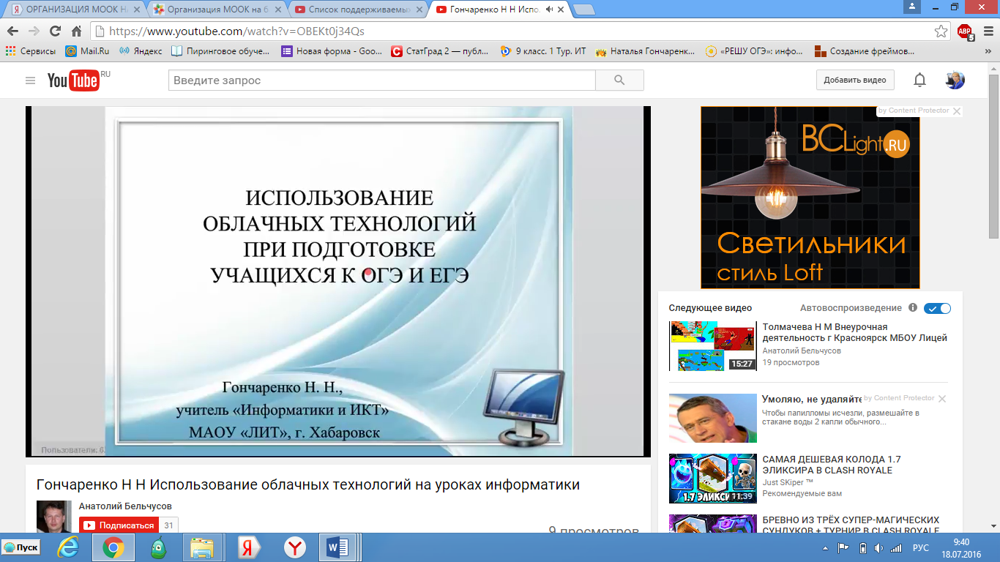 ОРГАНИЗАЦИЯ МООК НА
Организация МООК на б
Список поддерживаемых
Гончаренко Н Н Испо
https://www.youtube.com/watch?v=OBEKt0j34Qs
ABP
5
Сервисы
Mail.Ru
Яндекс
Пиринговое обуче...
Новая форма - Goo...
СтатГрад 2 — публ...
9 класс. 1 Тур. ИТ
Наталья Гончаренк...
«РЕШУ ОГЭ»: инфо...
Создание фреймов...
»
YouTube RU
Введите запрос
Добавить видео
ИСПОЛЬЗОВАНИЕ
ОБЛАЧНЫХ ТЕХНОЛОГИЙ
ПРИ ПОДГОТОВКЕ
УЧАЩИХСЯ К ОГЭ И ЕГЭ
Гончаренко Н. Н.,
учитель «Информатики и ИКТ»
МАОУ «ЛИТ», г. Хабаровск
Пользователи:
by Content Protector
BCLight.RU
Светильники
стиль Loft
Следующее видео
Автовоспроизведение
Толмачева Н М Внеурочная
деятельность г Красноярск МБОУ Лицей
Анатолий Бельчусов
19 просмотров
15:27
Умоляю, не удаляйте
by Content Protector
Чтобы папилломы исчезли, размешайте в
стакане воды 2 капли обычного...
САМАЯ ДЕШЕВАЯ КОЛОДА 1.7
ЭЛИКСИРА В CLASH ROYALE
Just SKiper ™
Рекомендуемые вам
1.7 ЭЛИКСИ
11:39
БРЕВНО ИЗ ТРЁХ СУПЕР-МАГИЧЕСКИХ
СУНДУКОВ + ТУРНИР В CLASH ROYALE
Гончаренко Н Н Использование облачных технологий на уроках информатики
Анатолий Бельчусов
Подписаться
31
9 просмотров
Пуск
РУС
9:40
18.07.2016